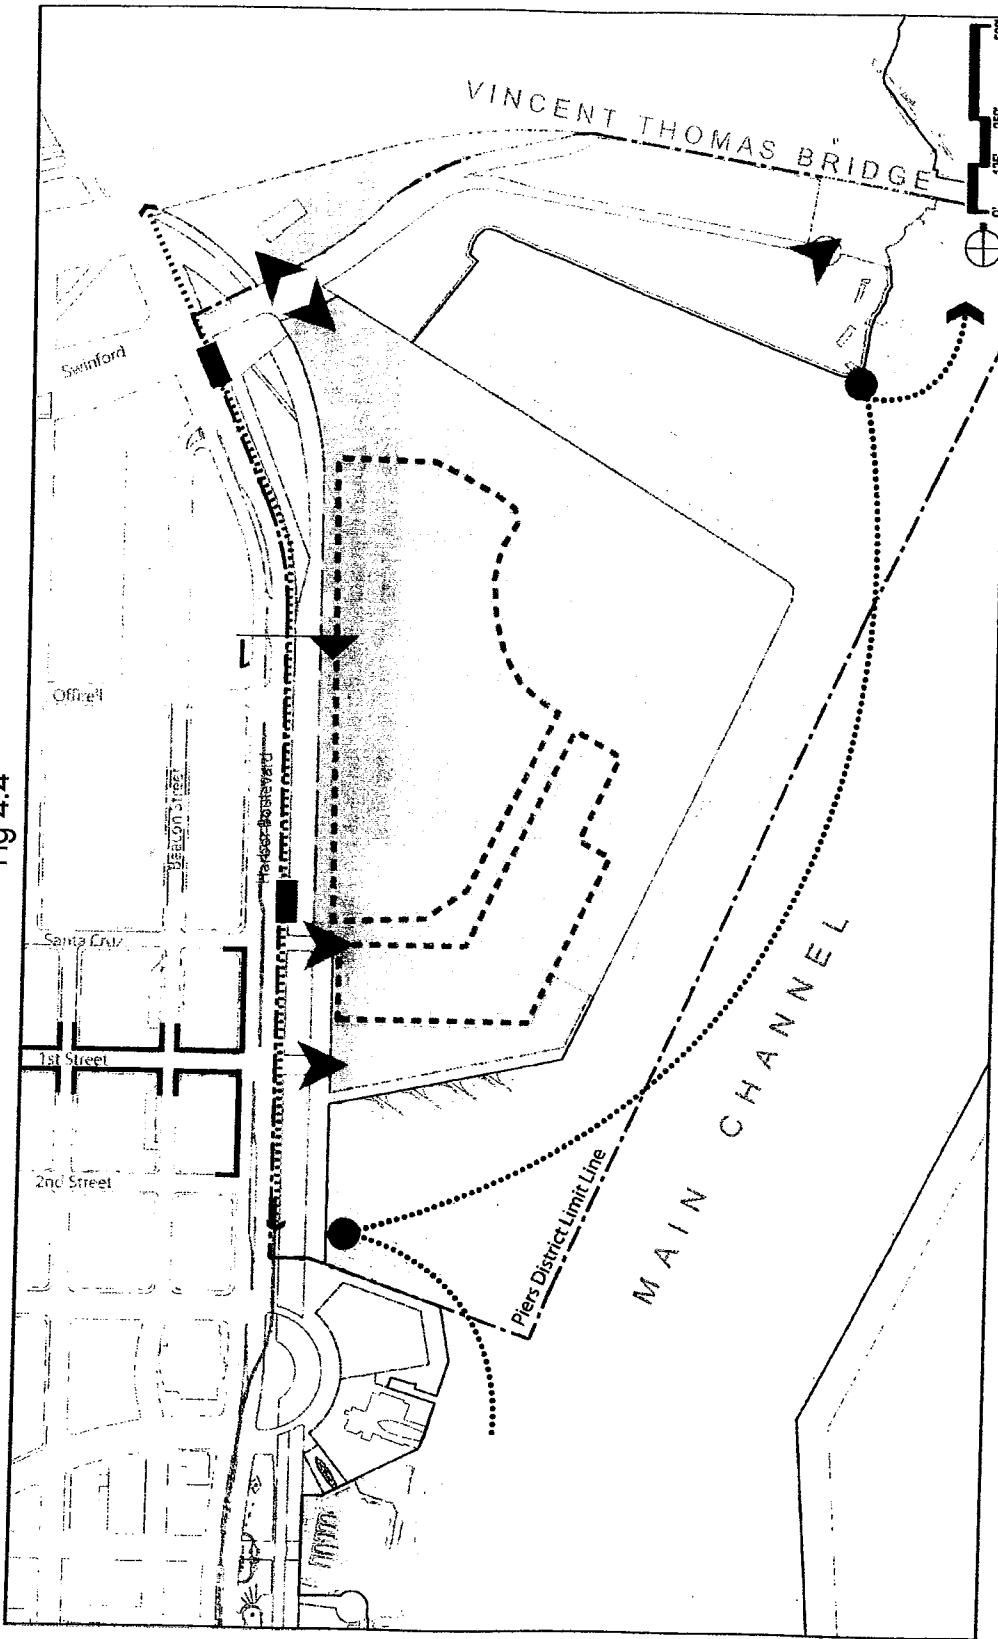 Fig 4.4
VINCENT THOMAS BRIDGE
Swinford
Beacon Street
Harbor Boulevard
Santa Cruz
1st Street
2nd Street
Piers District Limit Line
MAIN CHANNEL
0'